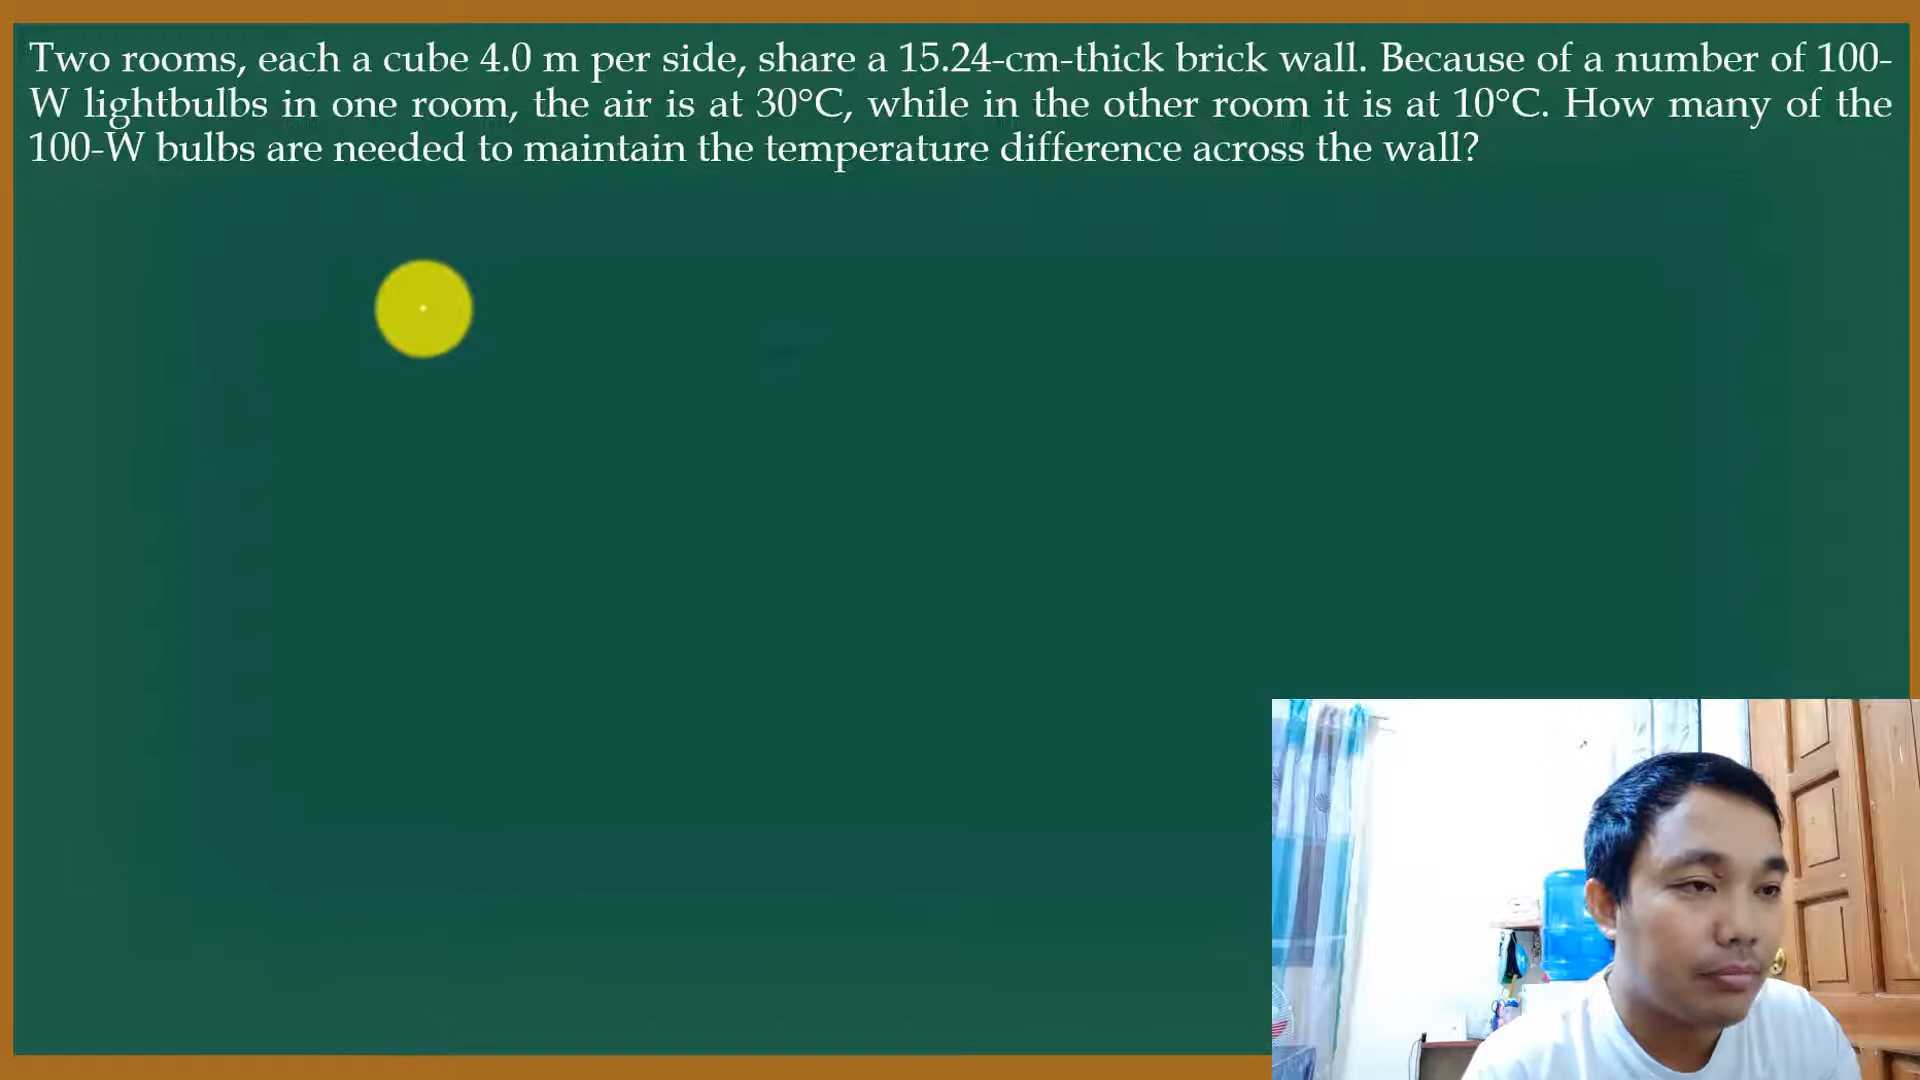 Two rooms, each a cube 4.0 m per side, share a 15.24-cm-thick brick wall. Because of a number of 100-
W lightbulbs in one room, the air is at 30°C, while in the other room it is at 10°C. How many of the
100-W bulbs are needed to maintain the temperature difference across the wall?